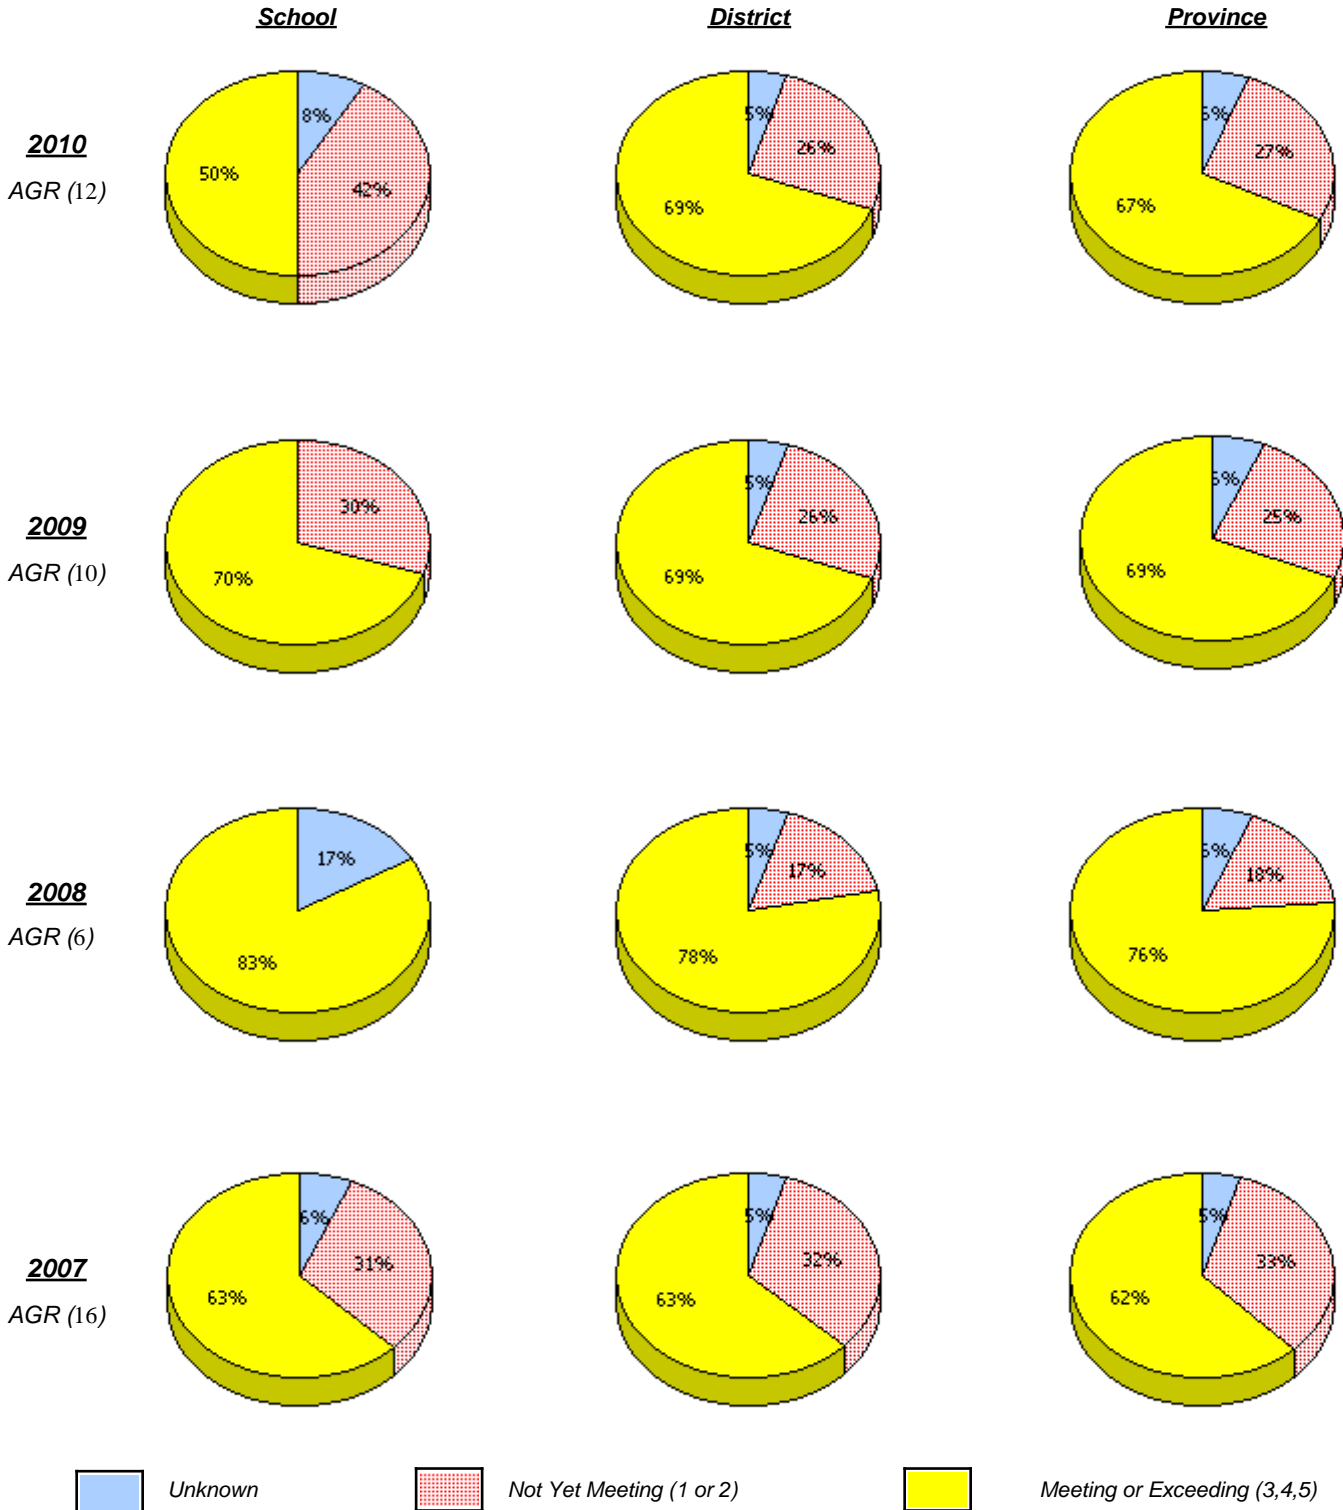 School District Province
8% 5% 6%
2010 50% 42% 26% 27%
AGR (12) 69% 67%
5% 6%
2009 30% 26% 25%
AGR (10) 70% 69% 69%
17% 5% 17% 6% 18%
2008
AGR (6) 83% 78% 76%
6% 5% 5%
2007 31% 32% 33%
AGR (16) 63% 63% 62%
Unknown Not Yet Meeting (1 or 2) Meeting or Exceeding (3,4,5)